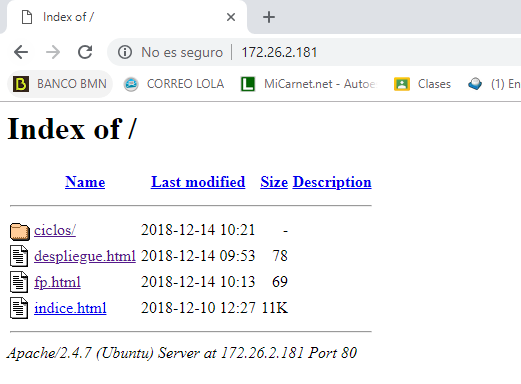 Index of /
No es seguro | 172.26.2.181
BANCO BMN CORREO LOLA MiCarnet.net - Autoe Clases (1) En
Index of /
Name Last modified Size Description
ciclos/ 2018-12-14 10:21 -
despliegue.html 2018-12-14 09:53 78
fp.html 2018-12-14 10:13 69
indice.html 2018-12-10 12:27 11K
Apache/2.4.7 (Ubuntu) Server at 172.26.2.181 Port 80